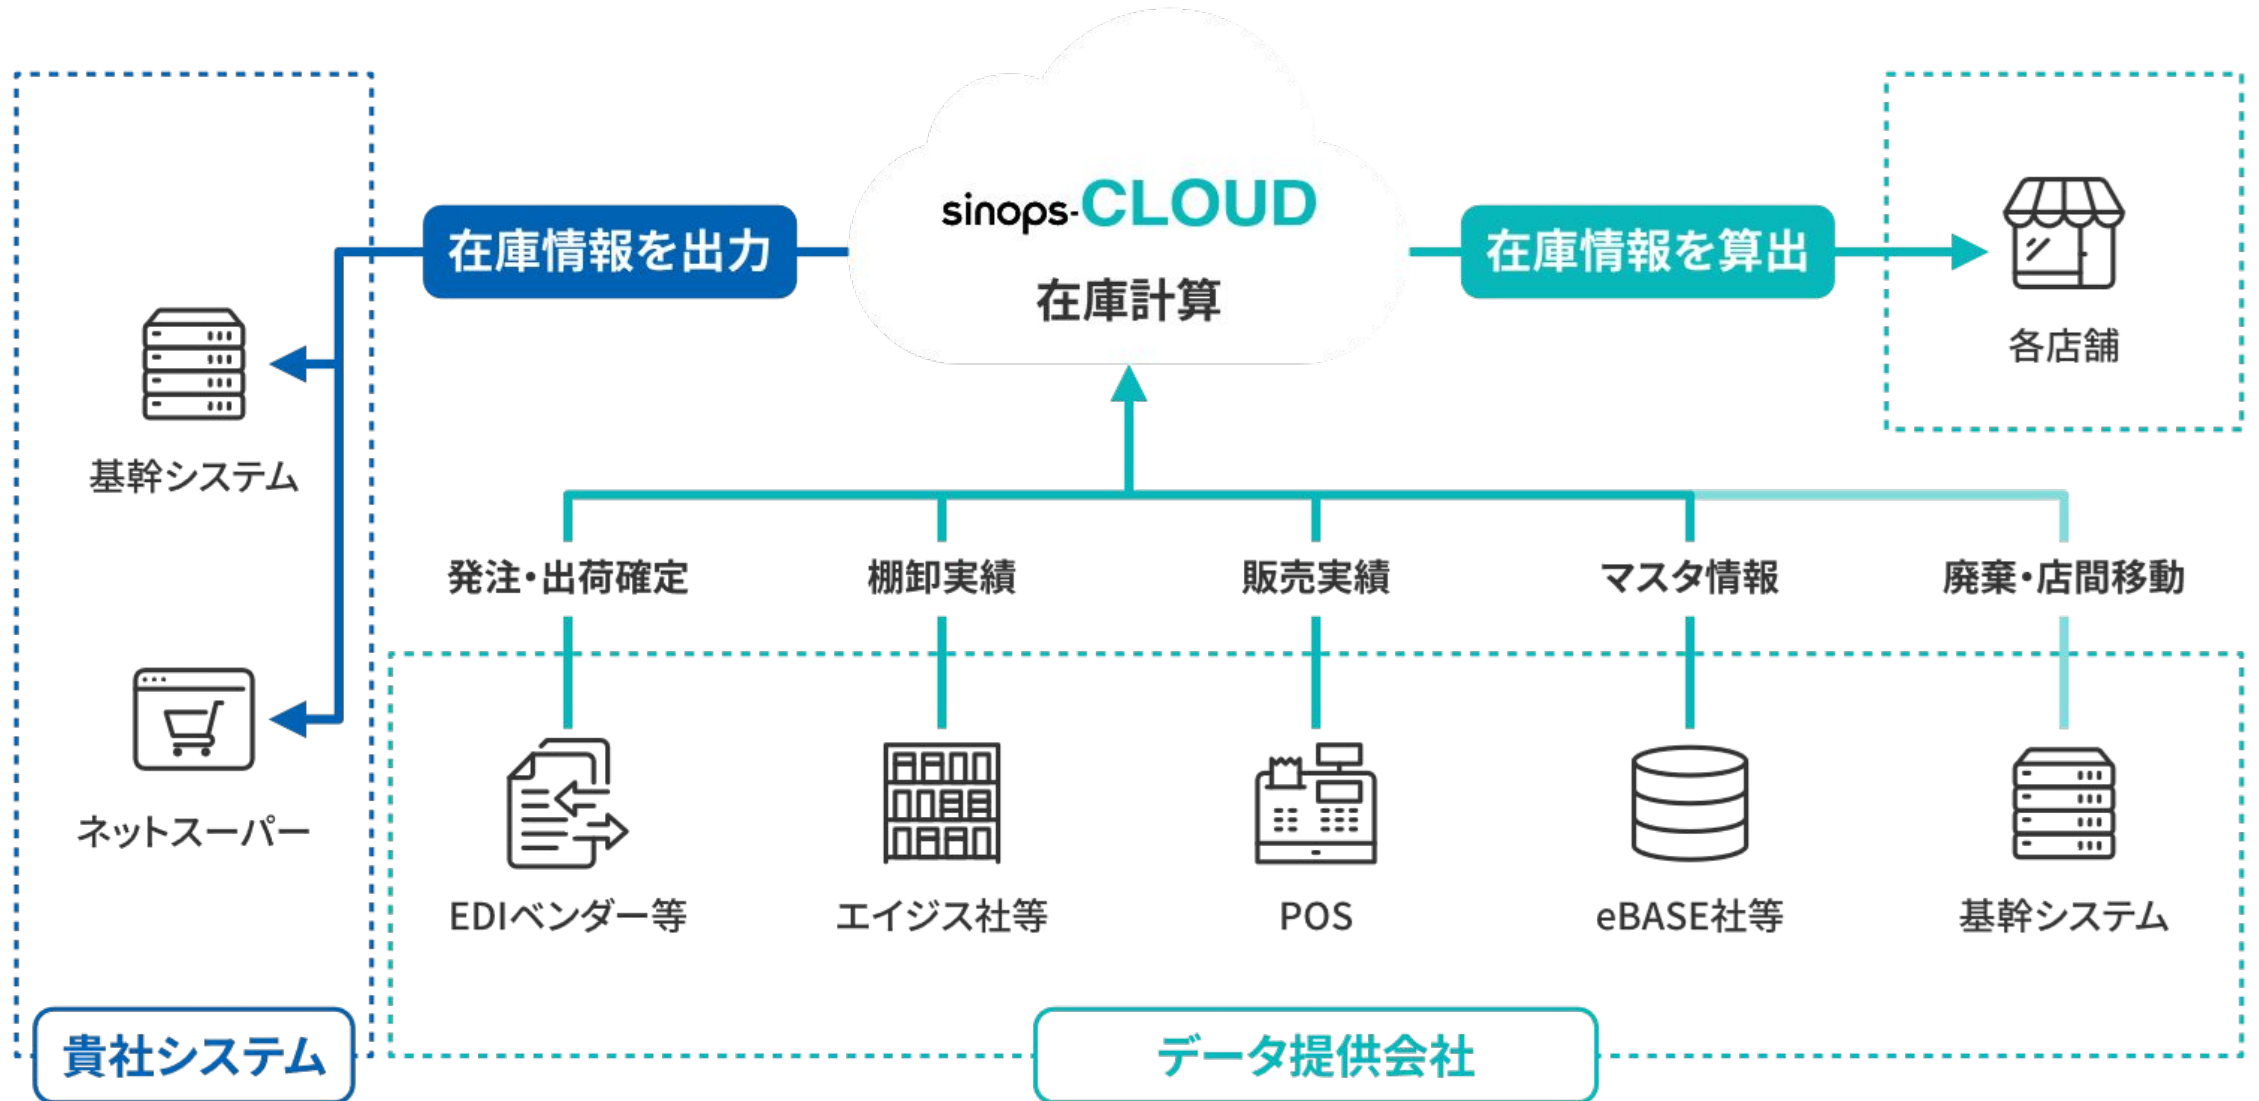 sinops-CLOUD
在庫計算
在庫情報を出力
在庫情報を算出
各店舗
基幹システム
ネットスーパー
貴社システム
発注・出荷確定
棚卸実績
販売実績
マスタ情報
廃棄・店間移動
EDIベンダー等
エイジス社等
POS
eBASE社等
基幹システム
データ提供会社